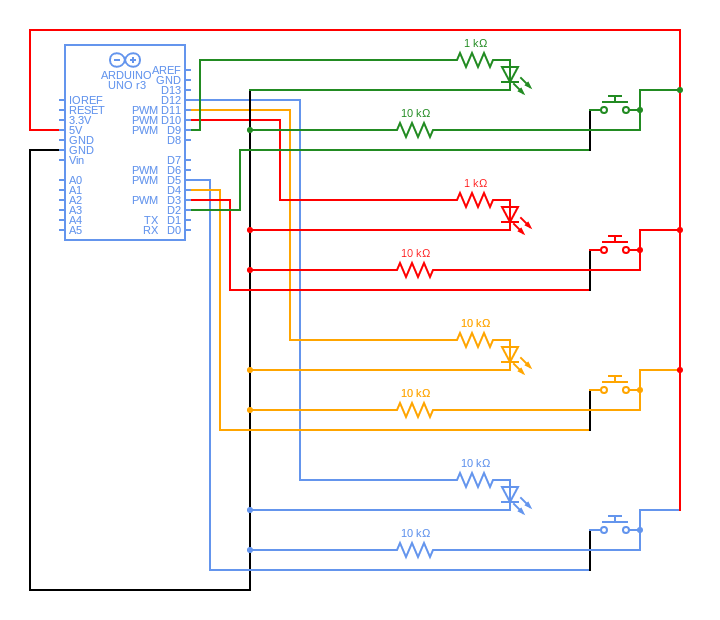 1 kΩ
ARDUINO
UNO r3
AREF
GND
D13
IOREF D12
RESET PWM D11
3.3V PWM D10
5V PWM D9
GND D8
GND
Vin D7
PWM D6
A0 PWM D5
A1 D4
A2 PWM D3
A3 D2
A4 TX D1
A5 RX D0
10 kΩ
1 kΩ
10 kΩ
10 kΩ
10 kΩ
10 kΩ
10 kΩ